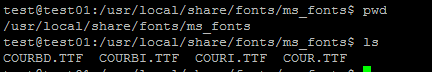 test@test01:/usr/local/share/fonts/ms_fonts$ pwd
/usr/local/share/fonts/ms_fonts
test@test01:/usr/local/share/fonts/ms_fonts$ ls
COURBD.TTF  COURBI.TTF  COURI.TTF  COUR.TTF
test@test01:/usr/local/share/fonts/ms_fonts$